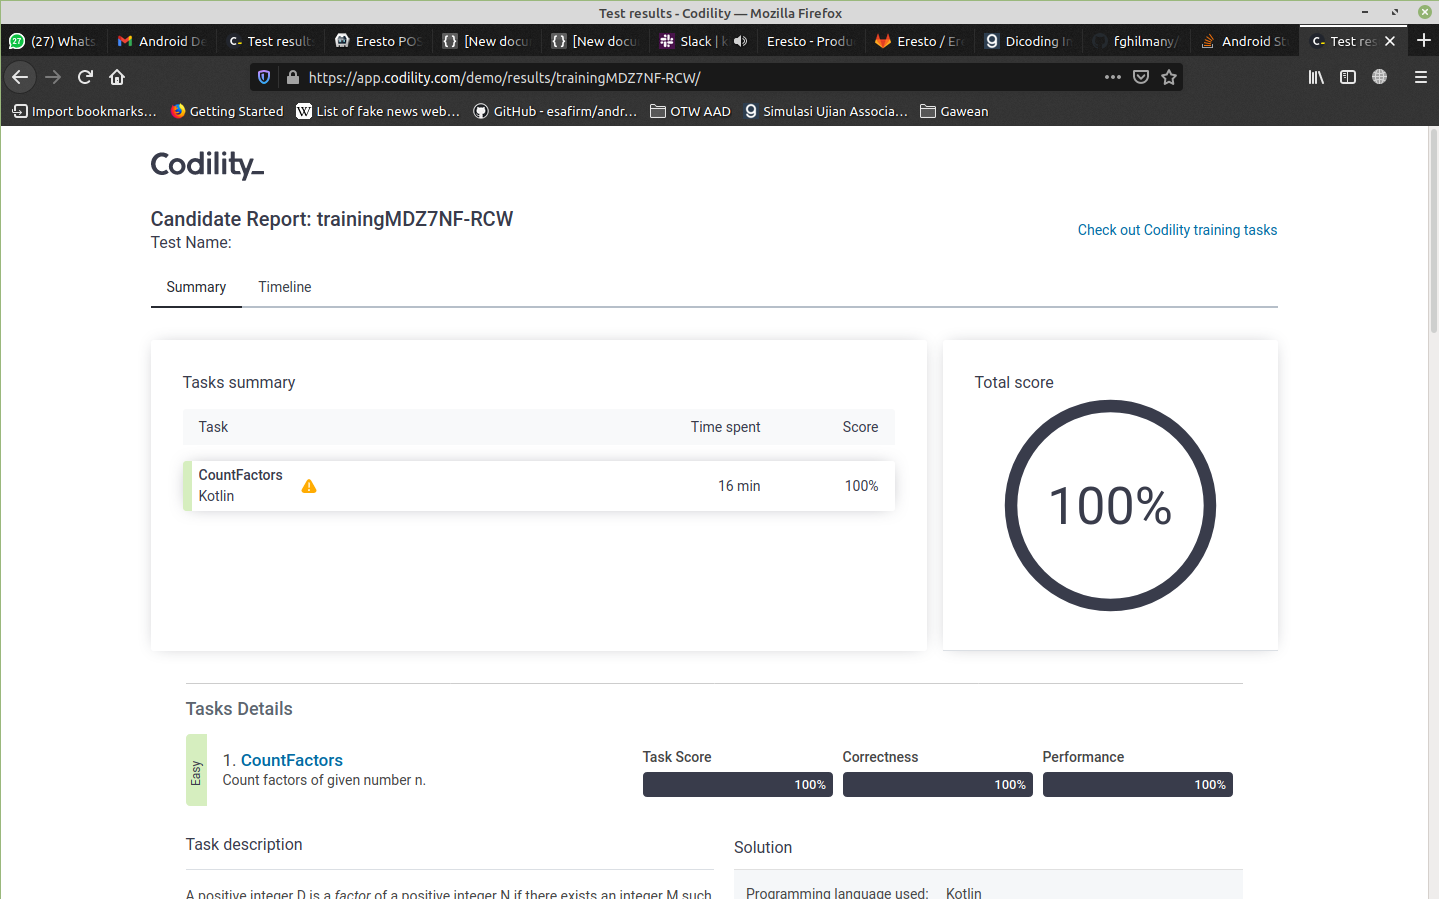 Test results - Codility — Mozilla Firefox
27 (27) Whats
Android De
C- Test results
Eresto POS
{} [New docu
{} [New docu
Slack | k
Eresto - Produ
Eresto / Er
Dicoding In
fghilmany/
Android St
C- Test res
https://app.codility.com/demo/results/trainingMDZ7NF-RCW/
Import bookmarks...
Getting Started
W List of fake news web...
GitHub - esafirm/andr...
OTW AAD
Simulasi Ujian Associa...
Gawean
Codility_
Candidate Report: trainingMDZ7NF-RCW
Test Name:
Check out Codility training tasks
Summary
Timeline
Tasks summary
Task Time spent Score
CountFactors
Kotlin
16 min 100%
Total score
100%
Tasks Details
Easy
1. CountFactors
Count factors of given number n.
Task Score
100%
Correctness
100%
Performance
100%
Task description
A positive integer D is a factor of a positive integer N if there exists an integer M such
Solution
Programming language used: Kotlin